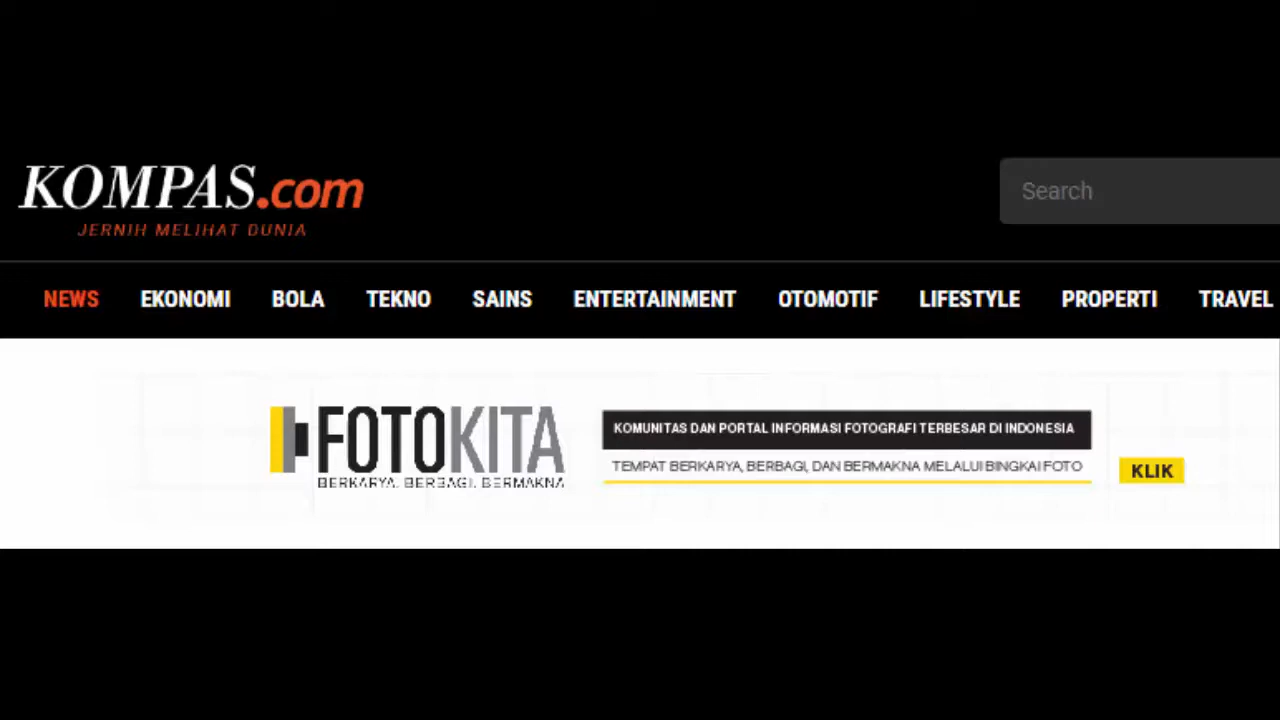 KOMPAS.com
JERNIH MELIHAT DUNIA
Search
NEWS EKONOMI BOLA TEKNO SAINS ENTERTAINMENT OTOMOTIF LIFESTYLE PROPERTI TRAVEL
FOTOKITA
BERKARYA. BERBAGI. BERMAKNA
KOMUNITAS DAN PORTAL INFORMASI FOTOGRAFI TERBESAR DI INDONESIA
TEMPAT BERKARYA, BERBAGI, DAN BERMAKNA MELALUI BINGKAI FOTO
KLIK